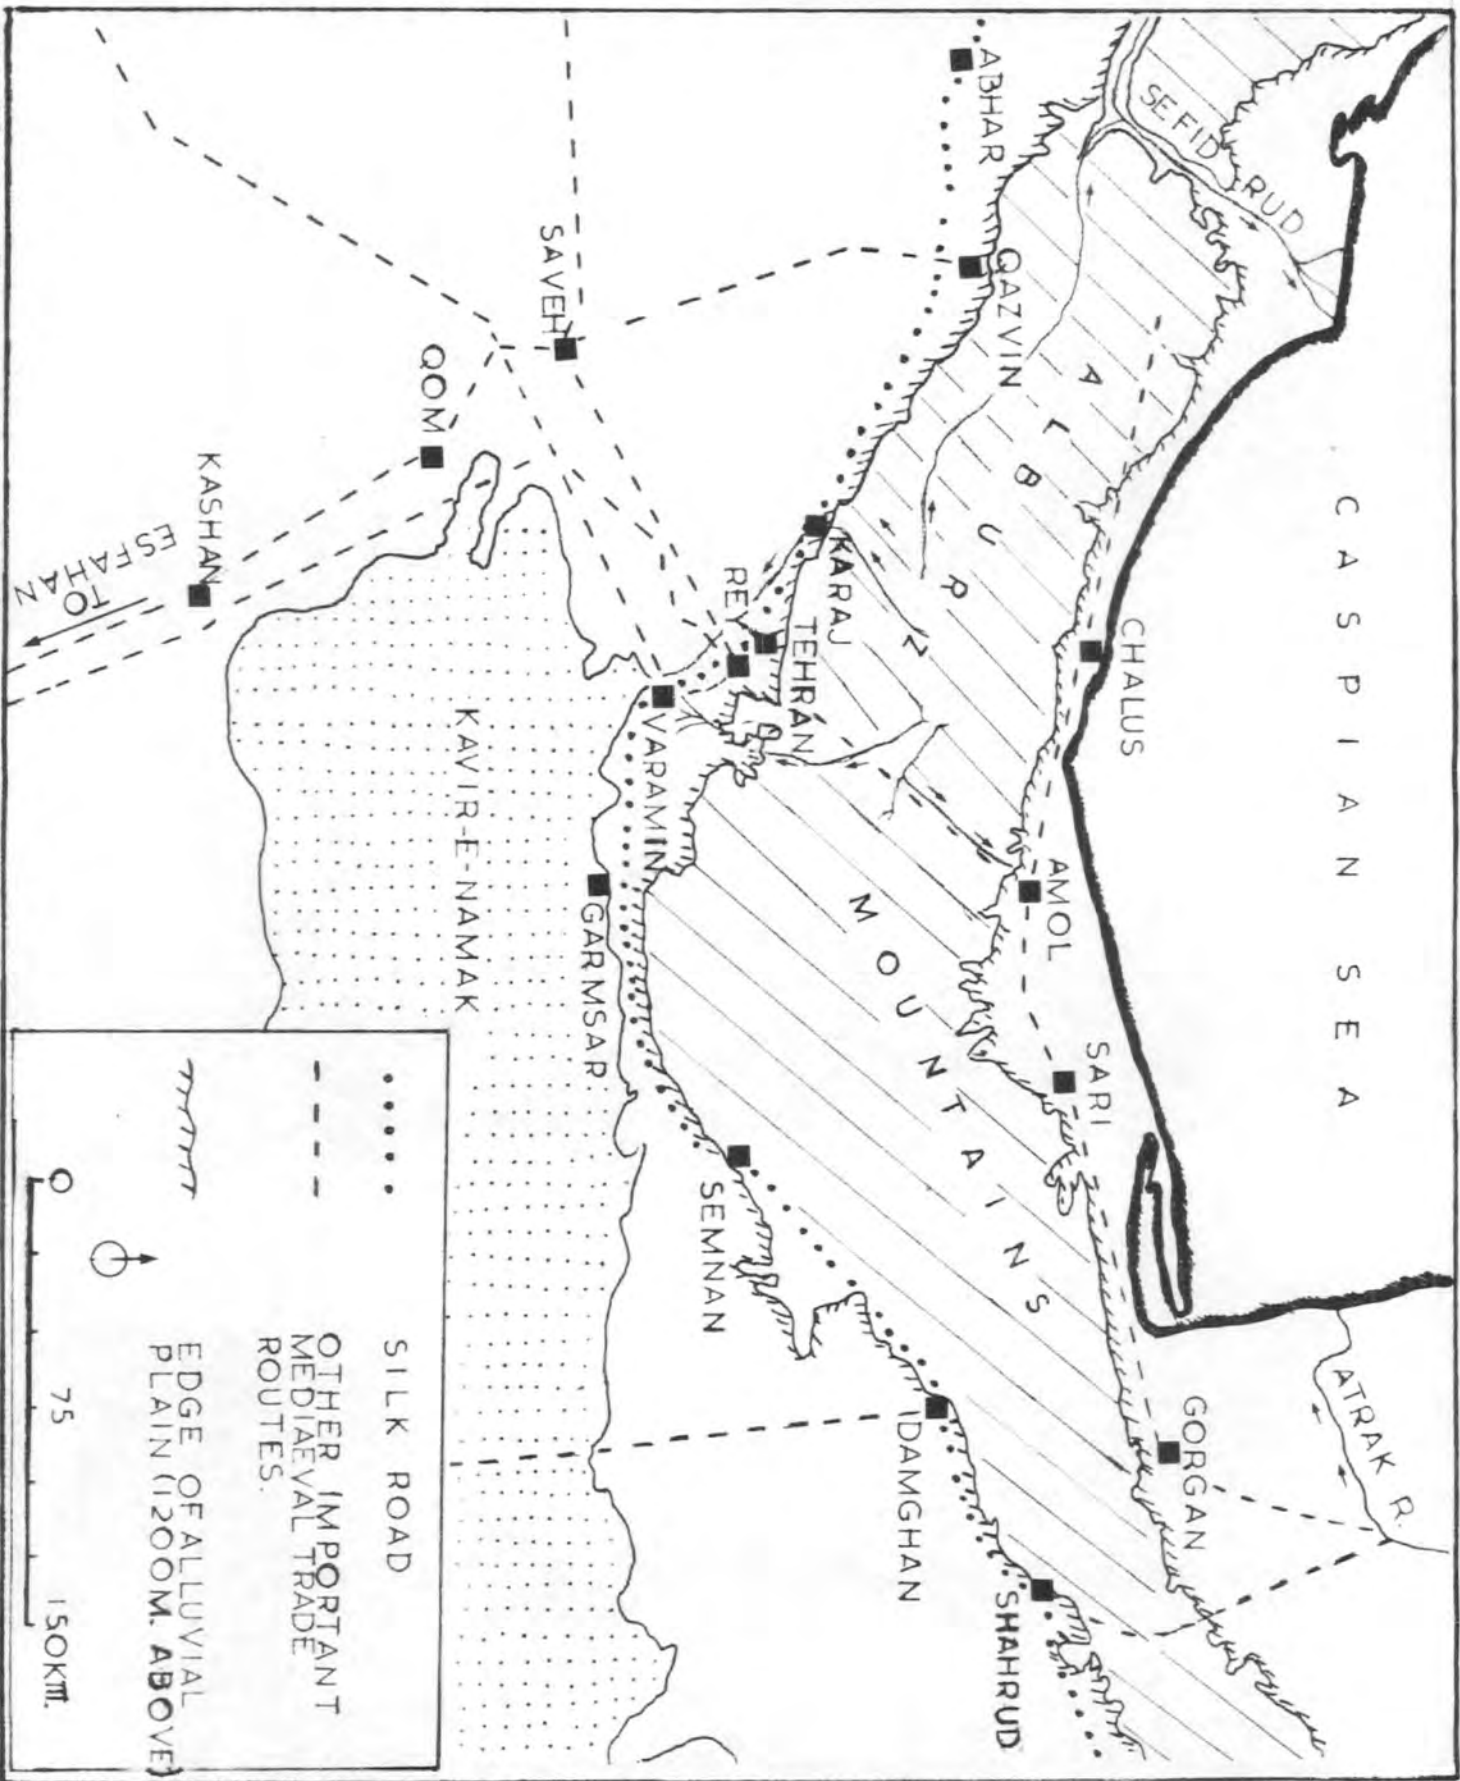 CASPIAN SEA
SEFID RUD
ATRAK R.
ABHAR
QAZVIN
ALBURZ
MOUNTAINS
CHALUS
AMOL
SARI
GORGAN
KARAJ
TEHRAN
REY
VARAMIN
GARMSAR
SEMNAN
IDAMGHAN
SHAHRUD
SAVEH
QOM
KASHAN
TO
ESFAHAN
KAVIR-E-NAMAK
SILK ROAD
OTHER IMPORTANT
MEDIAEVAL TRADE
ROUTES.
EDGE OF ALLUVIAL
PLAIN (1200M. ABOVE)
0 75 150KM.